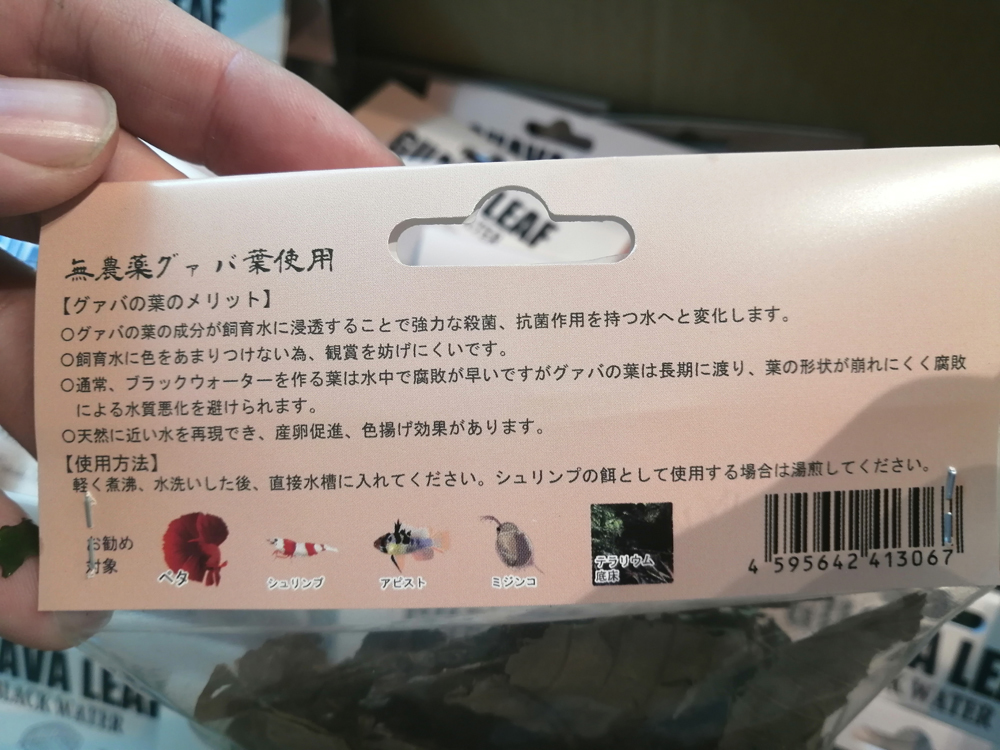 LEAF
GUAVA
LEAF
無農薬グァバ葉使用
【グァバの葉のメリット】
○グァバの葉の成分が飼育水に浸透することで強力な殺菌、抗菌作用を持つ水へと変化します。
○飼育水に色をあまりつけない為、観賞を妨げにくいです。
○通常、ブラックウォーターを作る葉は水中で腐敗が早いですがグァバの葉は長期に渡り、葉の形状が崩れにくく腐敗
による水質悪化を避けられます。
○天然に近い水を再現でき、産卵促進、色揚げ効果があります。
【使用方法】
軽く煮沸、水洗いした後、直接水槽に入れてください。シュリンプの餌として使用する場合は湯煎してください。
お勧め
対象
ベタ
シュリンプ
アピスト
ミジンコ
テラリウム
底床
4 595642 413067
AVA LEAF
BLACK WATER
A LEAF
WATER